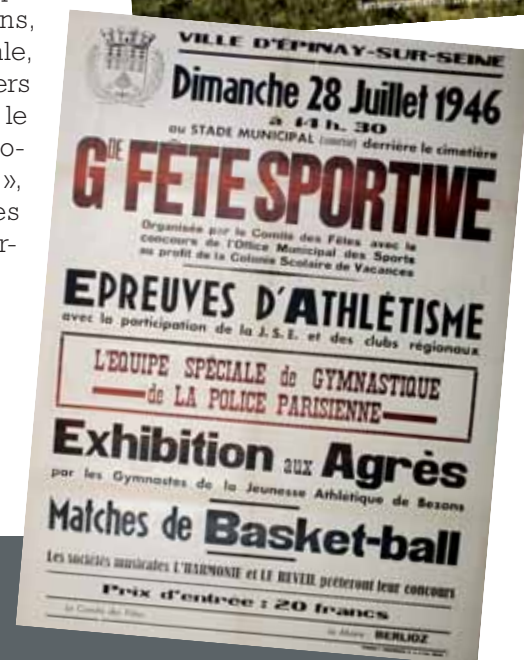 ns,
le,
ers
le
o-
»,
es
r-
VILLE D'ÉPINAY-SUR-SEINE
Dimanche 28 Juillet 1946
à 14 h. 30
au STADE MUNICIPAL derrière le cimetière
GDE FÊTE SPORTIVE
Organisée par le Comité des Fêtes avec le
concours de l'Office Municipal des Sports
au profit de la Colonie Scolaire de Vacances
EPREUVES D'ATHLÉTISME
avec la participation de la J. S. E. et des clubs régionaux
L'EQUIPE SPÉCIALE de GYMNASTIQUE
de LA POLICE PARISIENNE
Exhibition aux Agrès
par les Gymnastes de la Jeunesse Athlétique de Bezons
Matches de Basket-ball
Les sociétés musicales L'HARMONIE et LE REVEIL prêteront leur concours
Prix d'entrée : 20 francs
Le Comité des Fêtes. le Maire : BERLIOZ